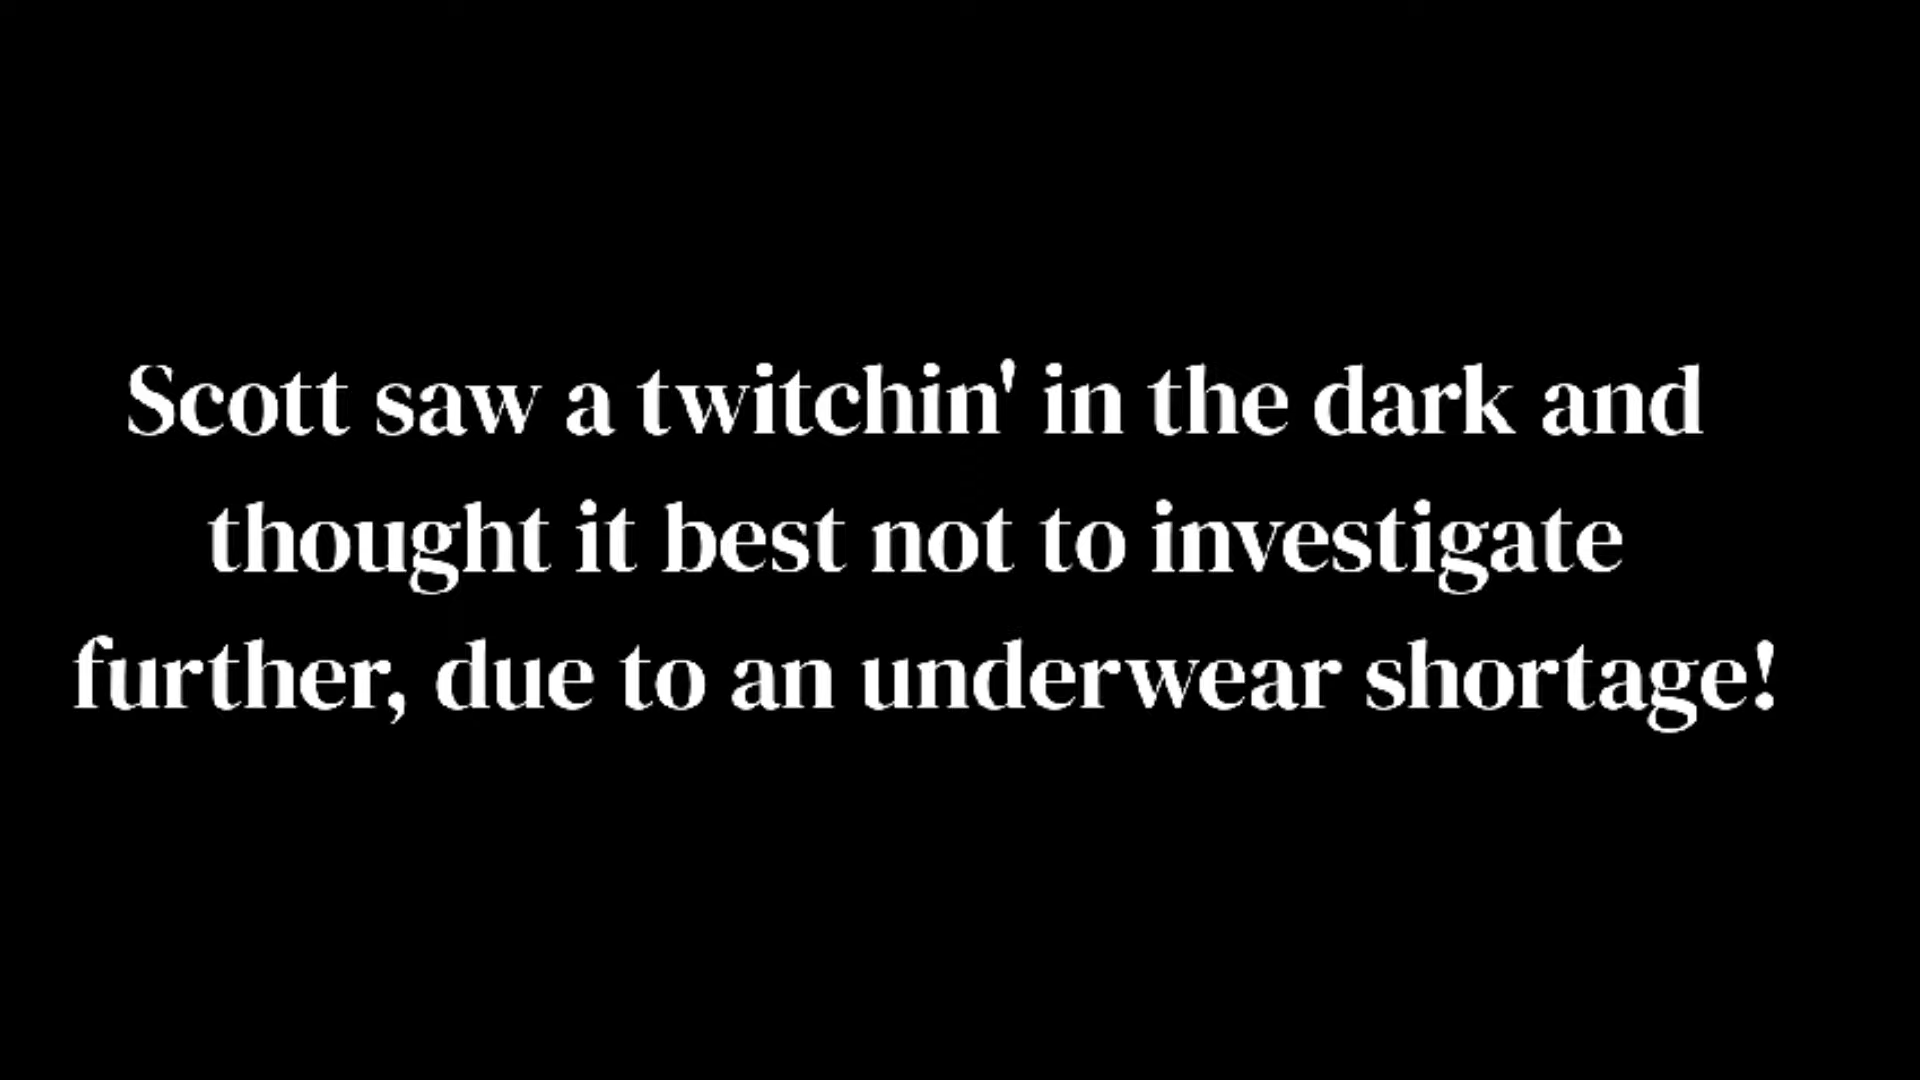 Scott saw a twitchin' in the dark and
thought it best not to investigate
further, due to an underwear shortage!